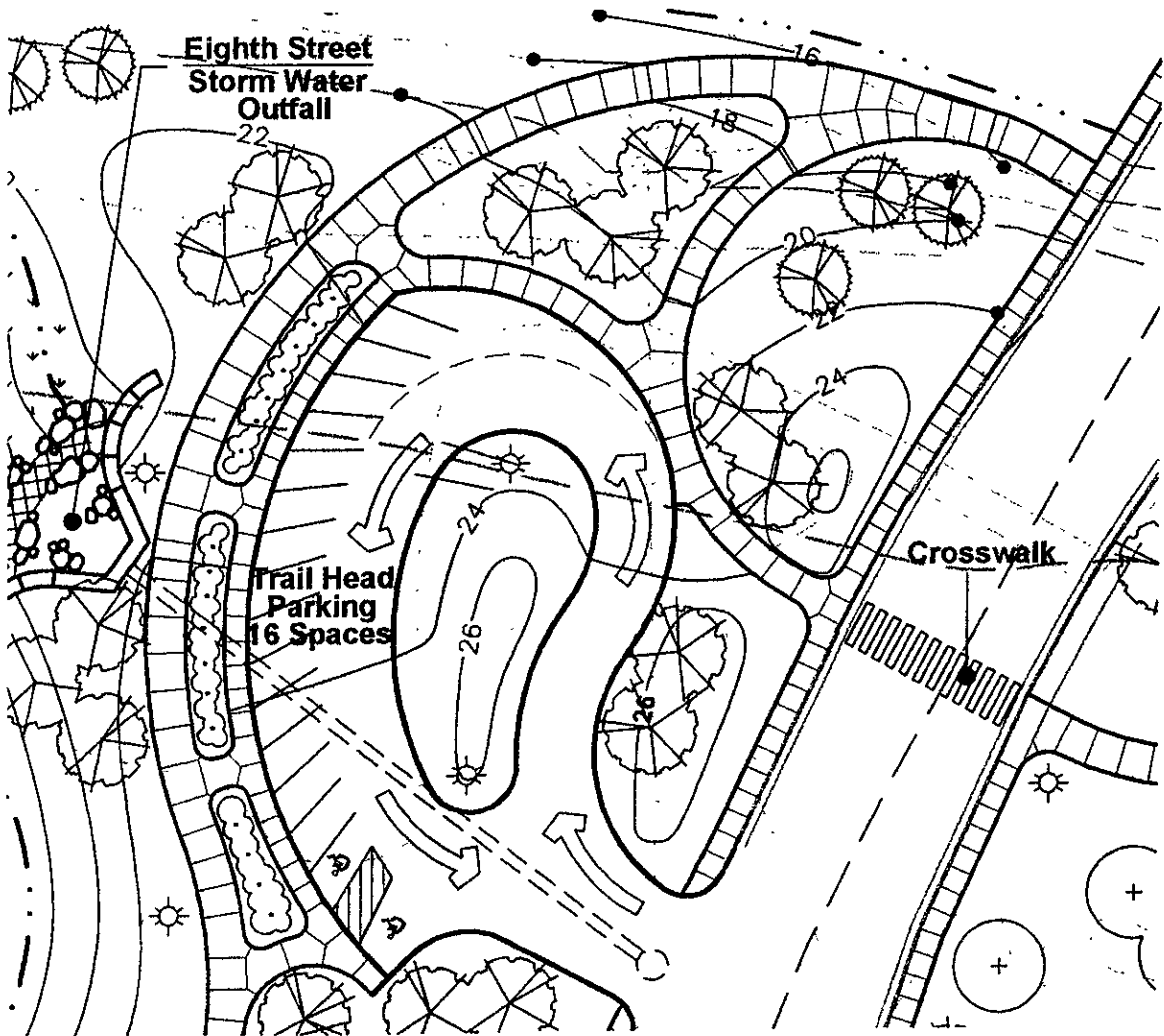 Eighth Street
Storm Water
Outfall
16
18
22
20
22
24
24
Crosswalk
Trail Head
Parking
16 Spaces
26
26